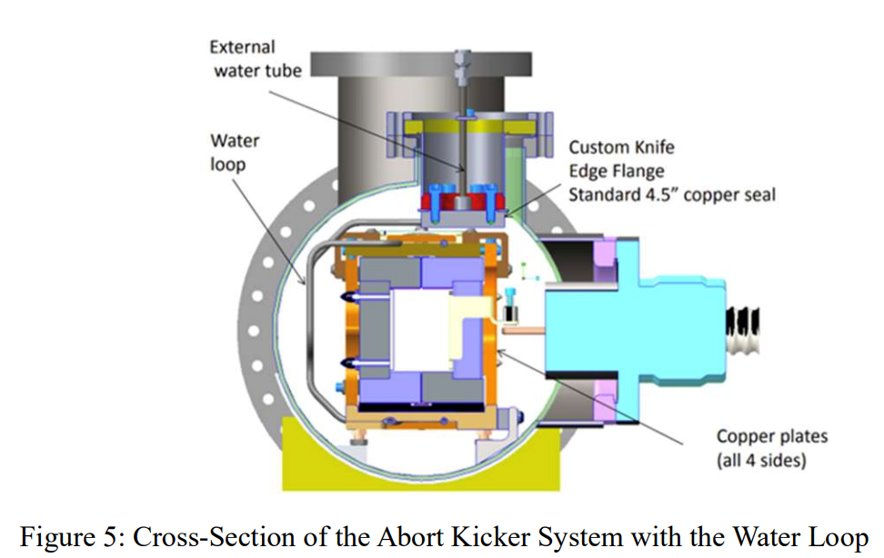 External
water tube
Water
loop
Custom Knife
Edge Flange
Standard 4.5” copper seal
Copper plates
(all 4 sides)
Figure 5: Cross-Section of the Abort Kicker System with the Water Loop